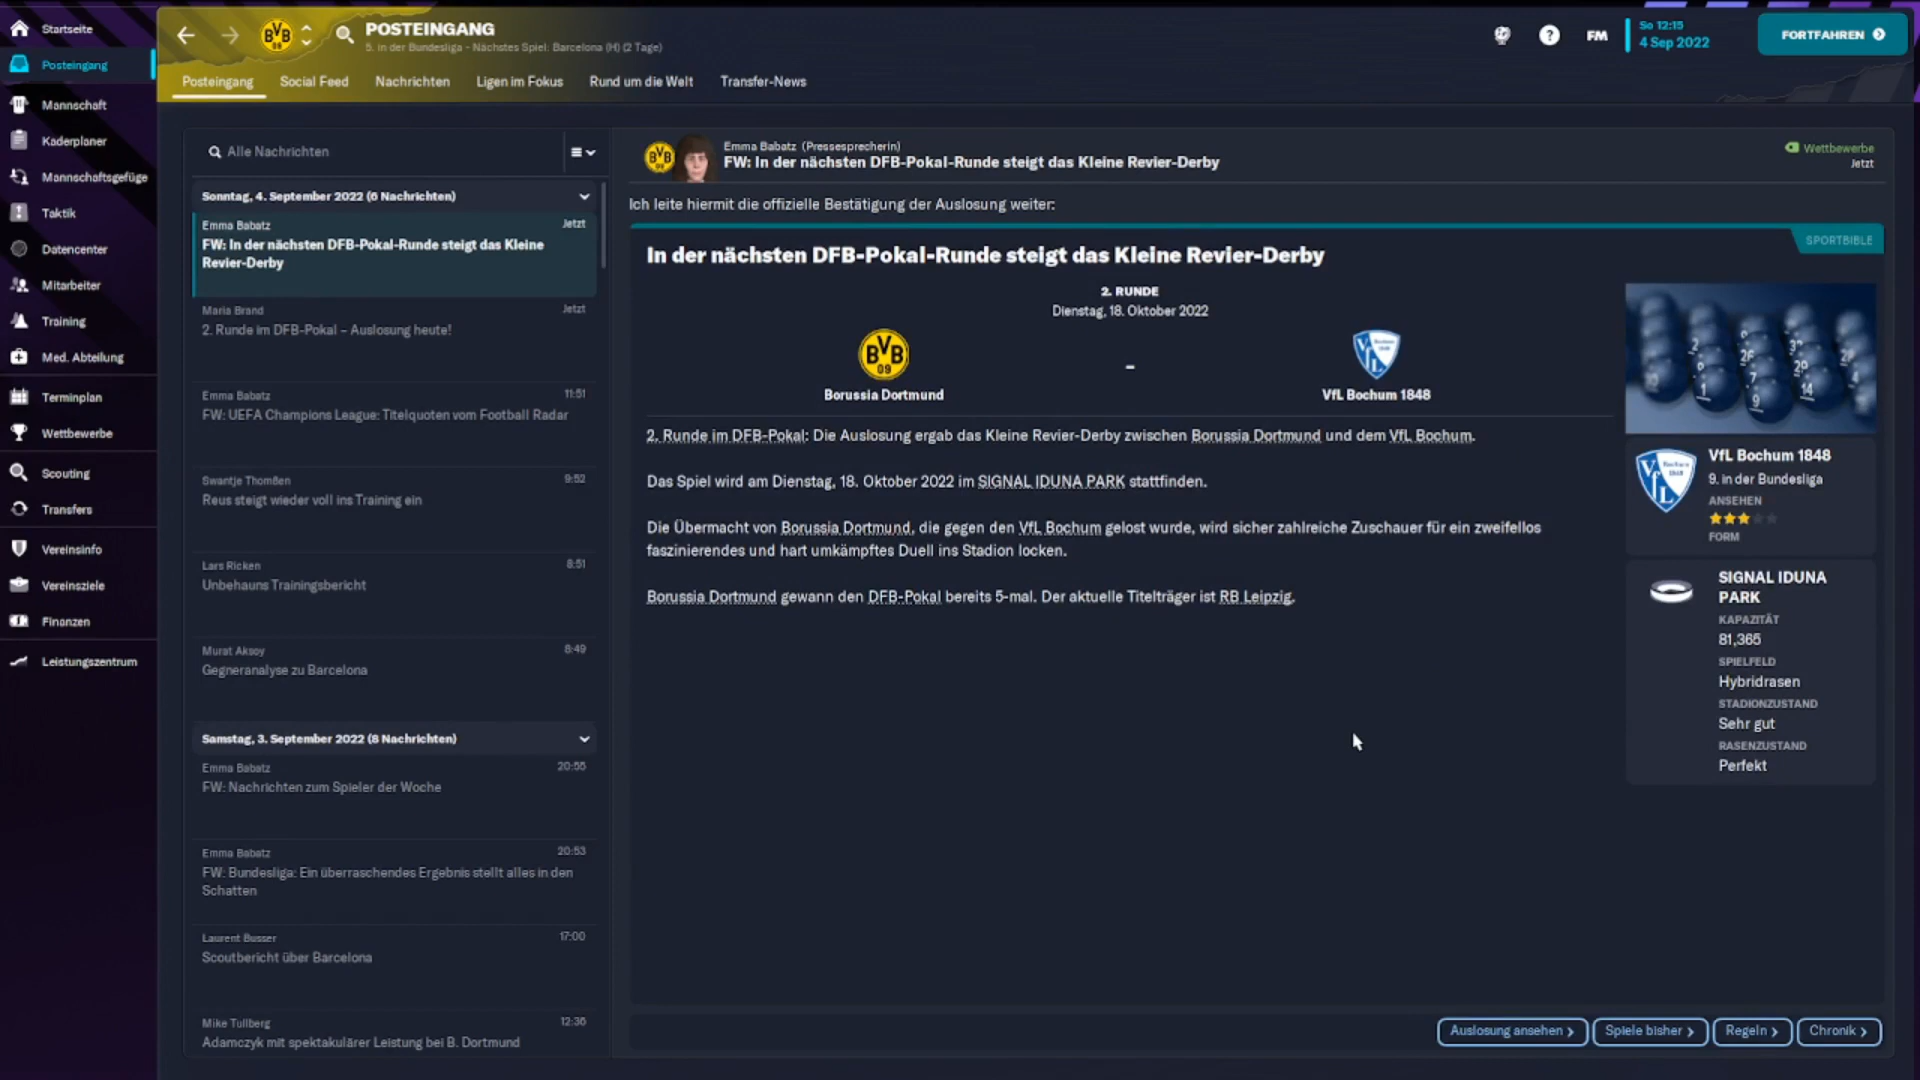 Startseite
Posteingang
Mannschaft
Kaderplaner
Mannschaftsgefüge
Taktik
Datencenter
Mitarbeiter
Training
Med. Abteilung
Terminplan
Wettbewerbe
Scouting
Transfers
Vereinsinfo
Vereinsziele
Finanzen
Leistungszentrum
POSTEINGANG
5. in der Bundesliga - Nächstes Spiel: Barcelona (H) (2 Tage)
FM
So 12:15
4 Sep 2022
FORTFAHREN
Posteingang Social Feed Nachrichten Ligen im Fokus Rund um die Welt Transfer-News
Alle Nachrichten
Sonntag, 4. September 2022 (6 Nachrichten)
Emma Babatz Jetzt
FW: In der nächsten DFB-Pokal-Runde steigt das Kleine
Revier-Derby
Maria Brand Jetzt
2. Runde im DFB-Pokal – Auslosung heute!
Emma Babatz 11:51
FW: UEFA Champions League: Titelquoten vom Football Radar
Swantje Thomßen 9:52
Reus steigt wieder voll ins Training ein
Lars Ricken 8:51
Unbehauns Trainingsbericht
Murat Aksoy 8:49
Gegneranalyse zu Barcelona
Samstag, 3. September 2022 (8 Nachrichten)
Emma Babatz 20:55
FW: Nachrichten zum Spieler der Woche
Emma Babatz 20:53
FW: Bundesliga: Ein überraschendes Ergebnis stellt alles in den
Schatten
Laurent Busser 17:00
Scoutbericht über Barcelona
Mike Tullberg 12:36
Adamczyk mit spektakulärer Leistung bei B. Dortmund
Emma Babatz (Pressesprecherin)
FW: In der nächsten DFB-Pokal-Runde steigt das Kleine Revier-Derby
Wettbewerbe
Jetzt
Ich leite hiermit die offizielle Bestätigung der Auslosung weiter:
SPORTBIBLE
In der nächsten DFB-Pokal-Runde steigt das Kleine Revier-Derby
2. RUNDE
Dienstag, 18. Oktober 2022
BVB
09
-
Borussia Dortmund VfL Bochum 1848
2. Runde im DFB-Pokal: Die Auslosung ergab das Kleine Revier-Derby zwischen Borussia Dortmund und dem VfL Bochum.
Das Spiel wird am Dienstag, 18. Oktober 2022 im SIGNAL IDUNA PARK stattfinden.
Die Übermacht von Borussia Dortmund, die gegen den VfL Bochum gelost wurde, wird sicher zahlreiche Zuschauer für ein zweifellos
faszinierendes und hart umkämpftes Duell ins Stadion locken.
Borussia Dortmund gewann den DFB-Pokal bereits 5-mal. Der aktuelle Titelträger ist RB Leipzig.
VfL Bochum 1848
9. in der Bundesliga
ANSEHEN
FORM
SIGNAL IDUNA
PARK
KAPAZITÄT
81,365
SPIELFELD
Hybridrasen
STADIONZUSTAND
Sehr gut
RASENZUSTAND
Perfekt
Auslosung ansehen > Spiele bisher > Regeln > Chronik >